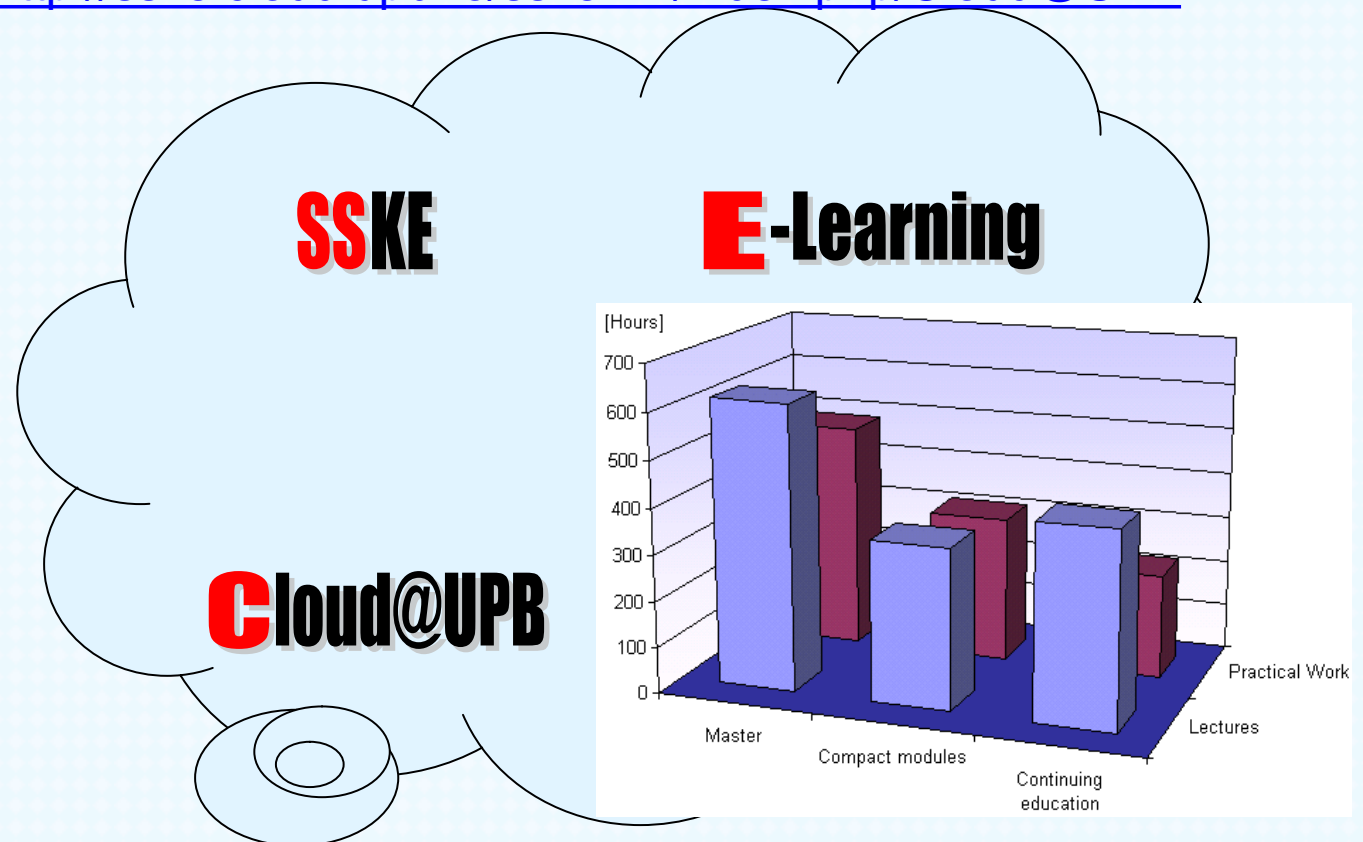 SSKE
E-Learning
[Hours]
700
600
500
400
300
200
100
0
Master
Compact modules
Continuing
education
Practical Work
Lectures
Cloud@UPB